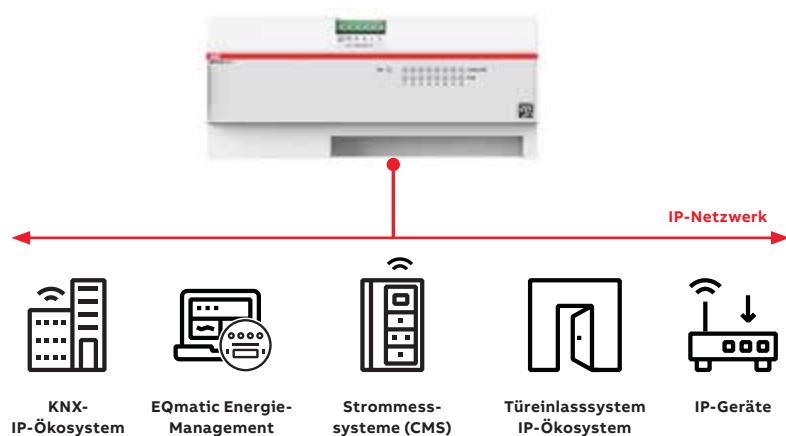 IP-Netzwerk
KNX-
IP-Ökosystem
EQmatic Energie-
Management
Strommess-
systeme (CMS)
Türeinlasssystem
IP-Ökosystem
IP-Geräte